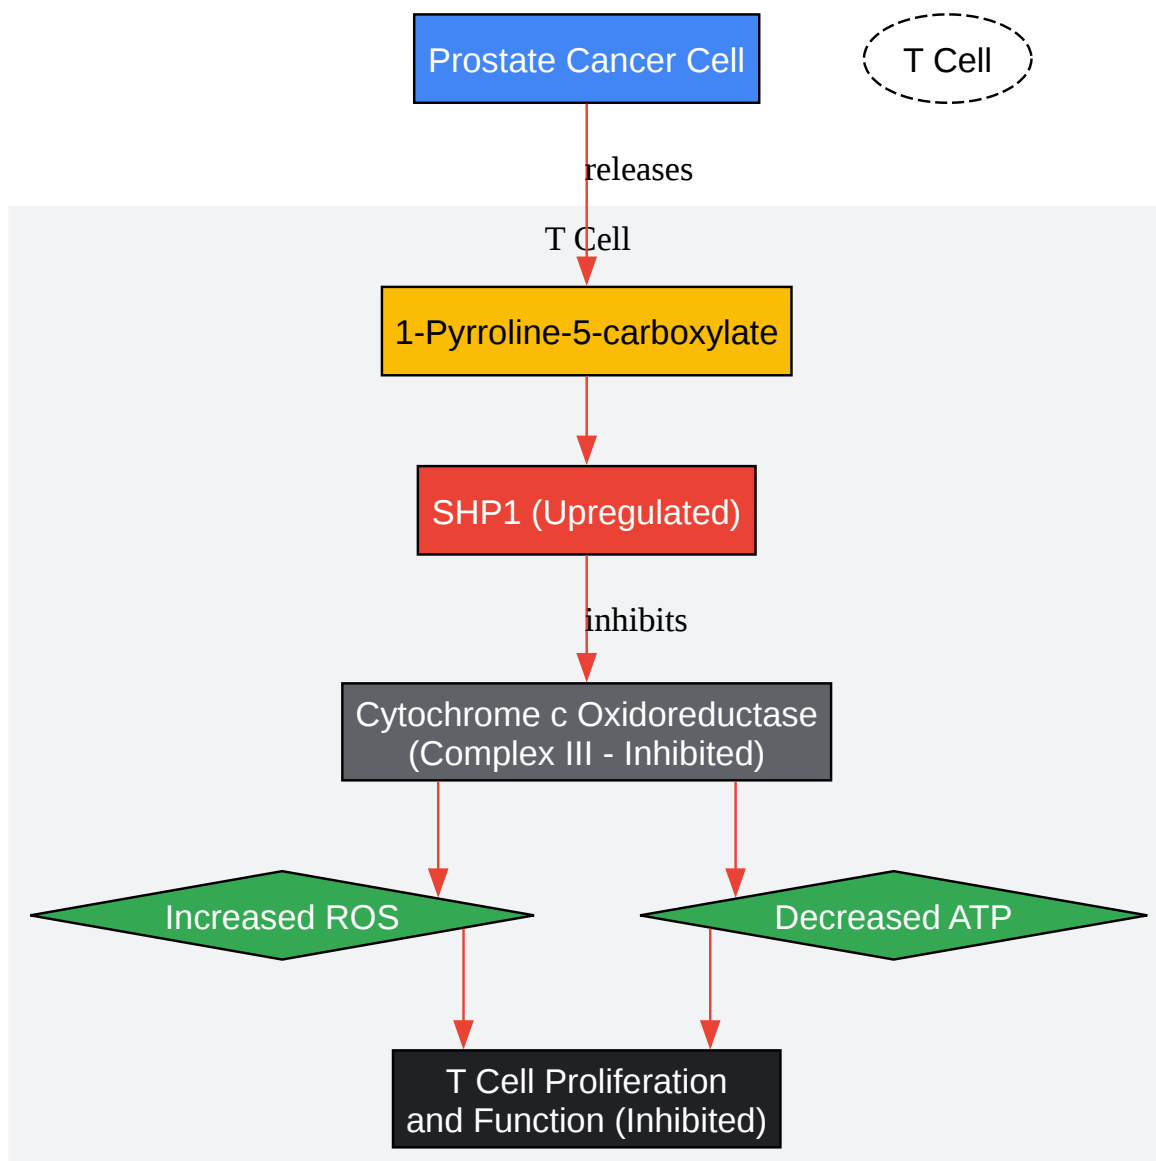 Prostate Cancer Cell
T Cell
releases
T Cell
1-Pyrroline-5-carboxylate
SHP1 (Upregulated)
inhibits
Cytochrome c Oxidoreductase
(Complex III - Inhibited)
Increased ROS
Decreased ATP
T Cell Proliferation
and Function (Inhibited)